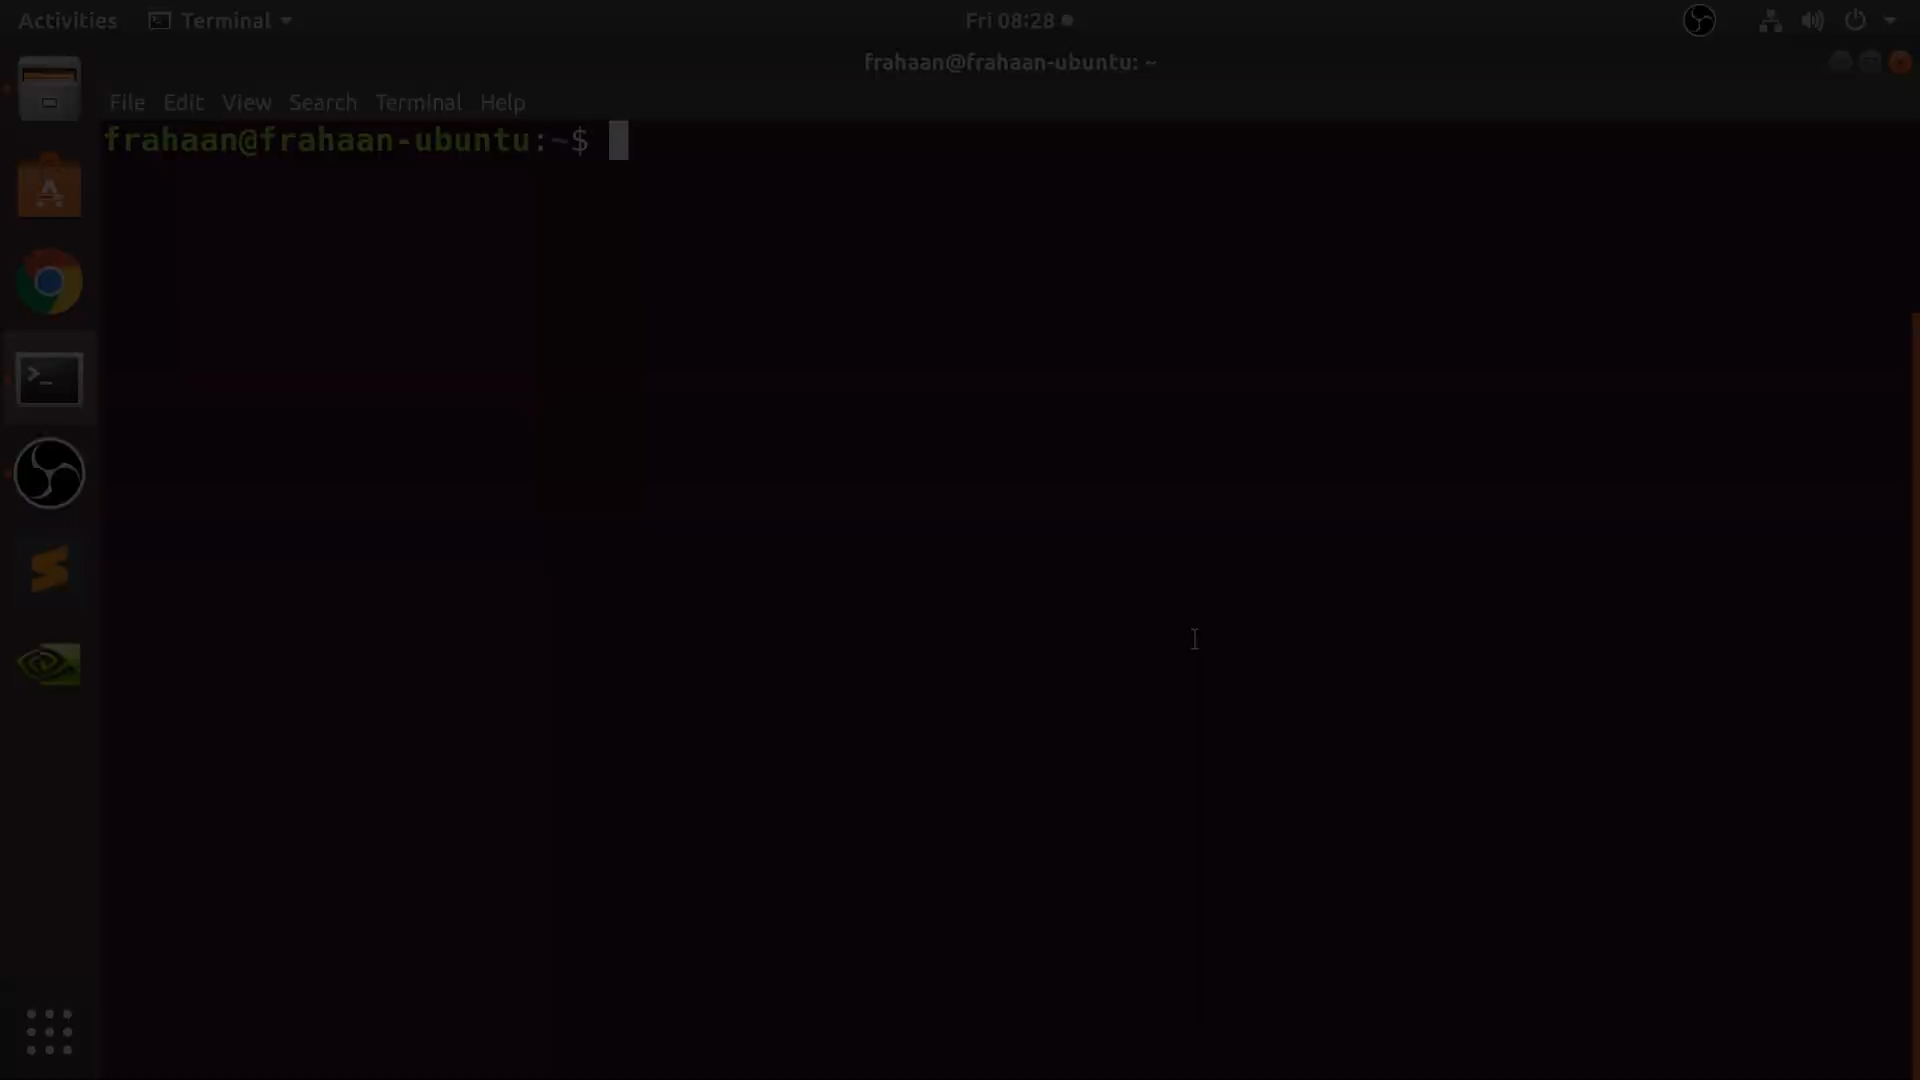 Activities Terminal Fri 08:28
frahaan@frahaan-ubuntu: ~
File Edit View Search Terminal Help
frahaan@frahaan-ubuntu:~$